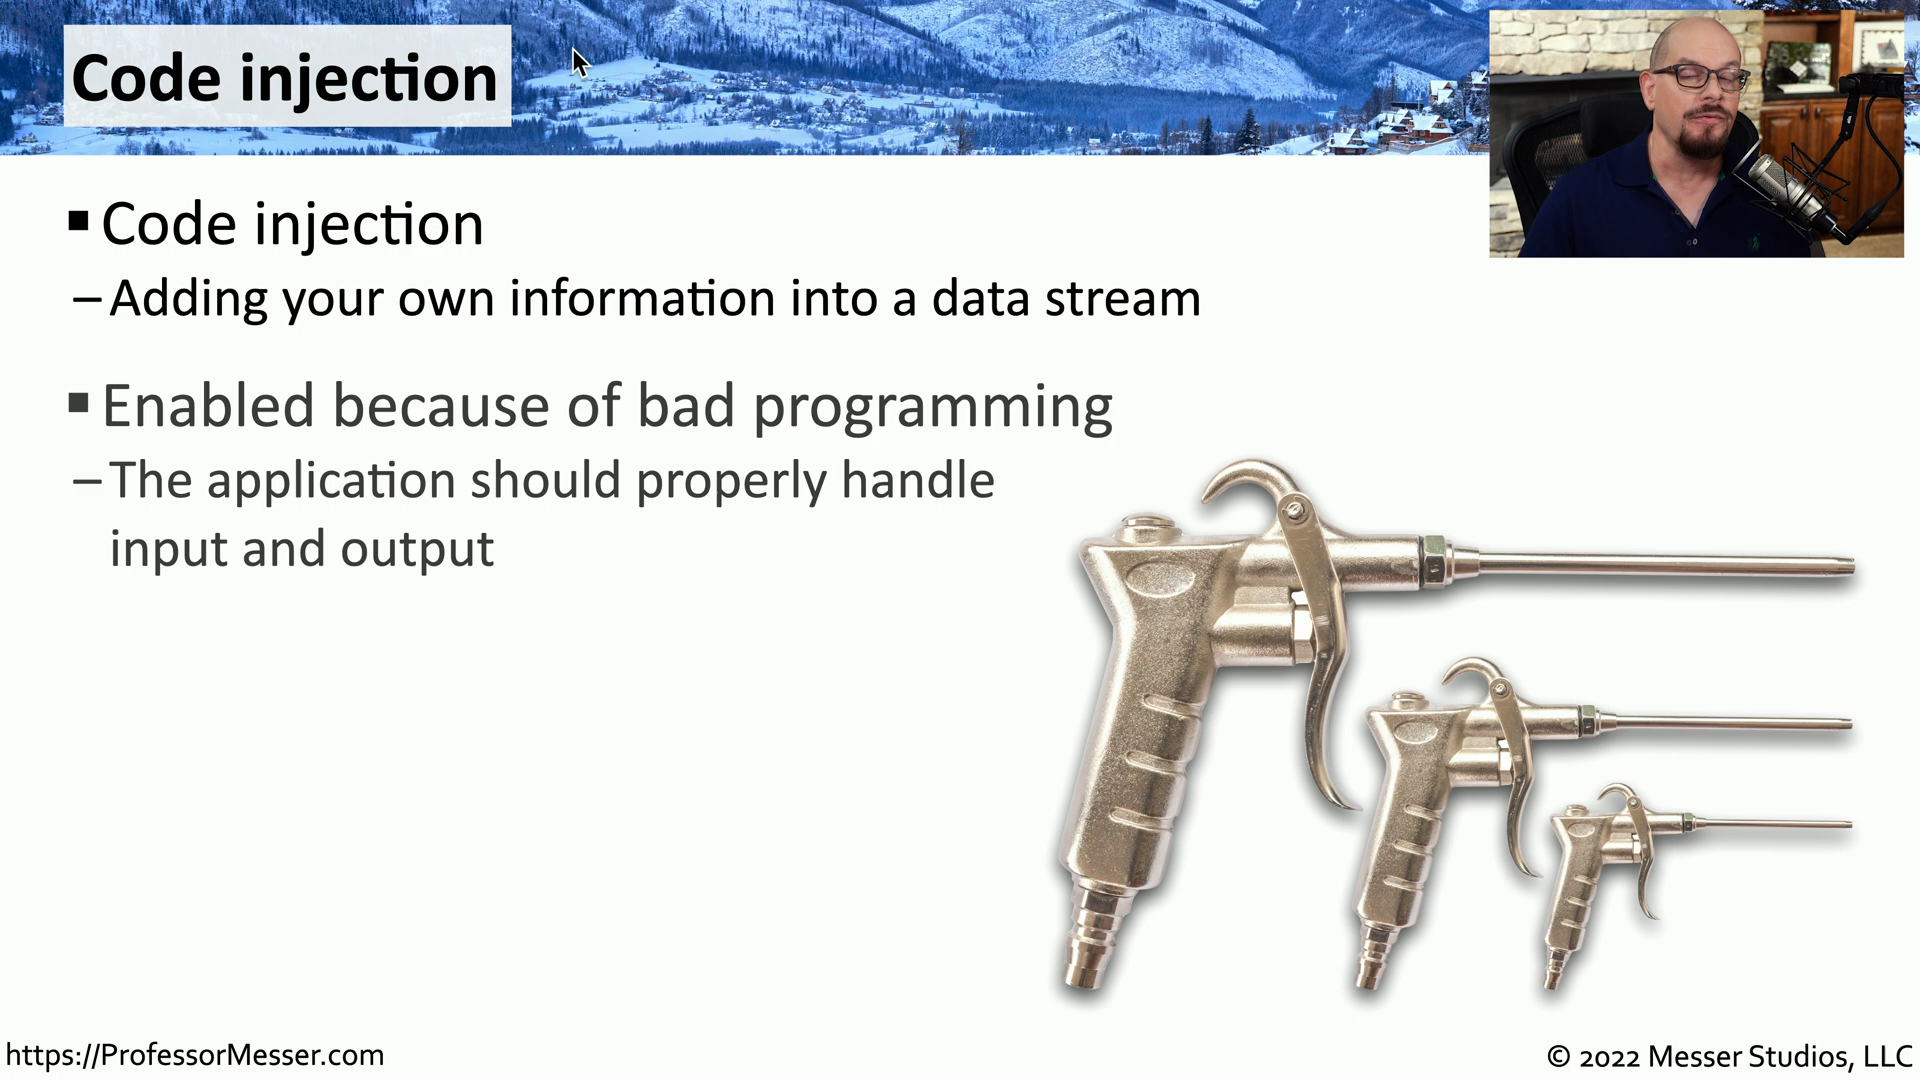 Code injection
▪ Code injection
– Adding your own information into a data stream
▪ Enabled because of bad programming
– The application should properly handle
input and output
https://ProfessorMesser.com
© 2022 Messer Studios, LLC